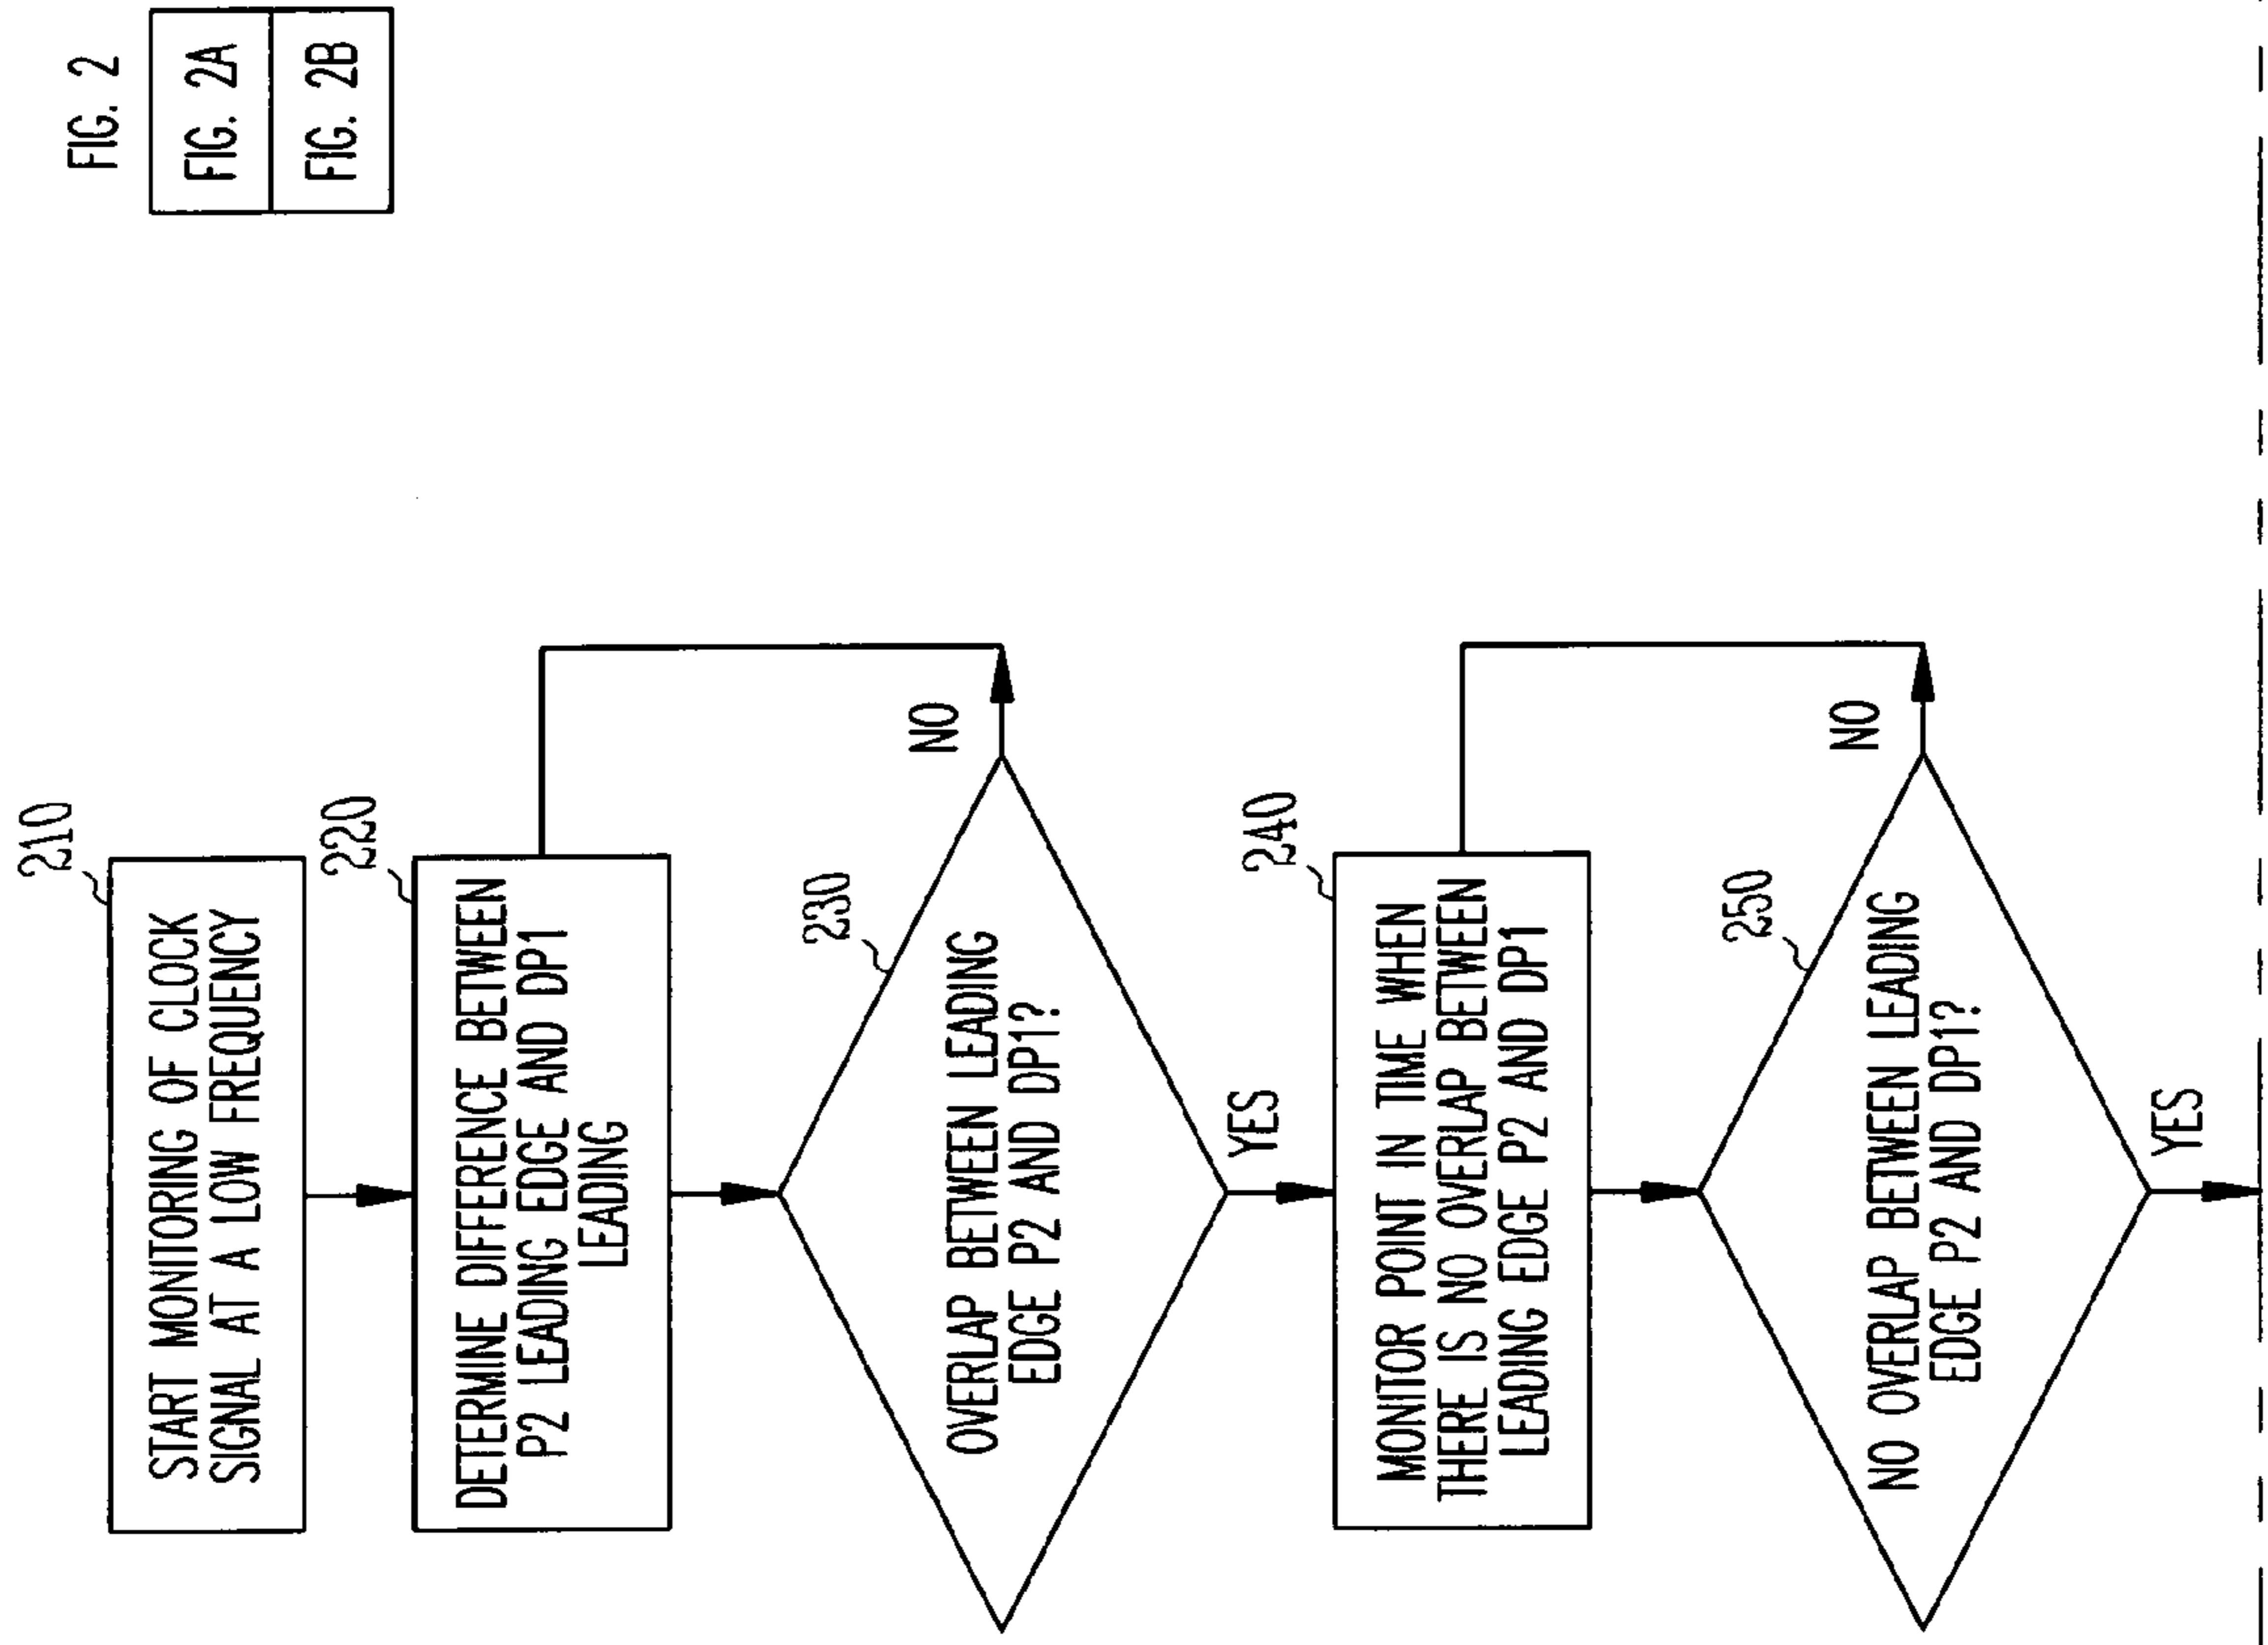 FIG. 2
FIG. 2A
FIG. 2B
210
START MONITORING OF CLOCK
SIGNAL AT A LOW FREQUENCY
220
DETERMINE DIFFERENCE BETWEEN
P2 LEADING EDGE AND DP1
LEADING
230
OVERLAP BETWEEN LEADING
EDGE P2 AND DP1?
NO
YES
240
MONITOR POINT IN TIME WHEN
THERE IS NO OVERLAP BETWEEN
LEADING EDGE P2 AND DP1
250
NO OVERLAP BETWEEN LEADING
EDGE P2 AND DP1?
NO
YES